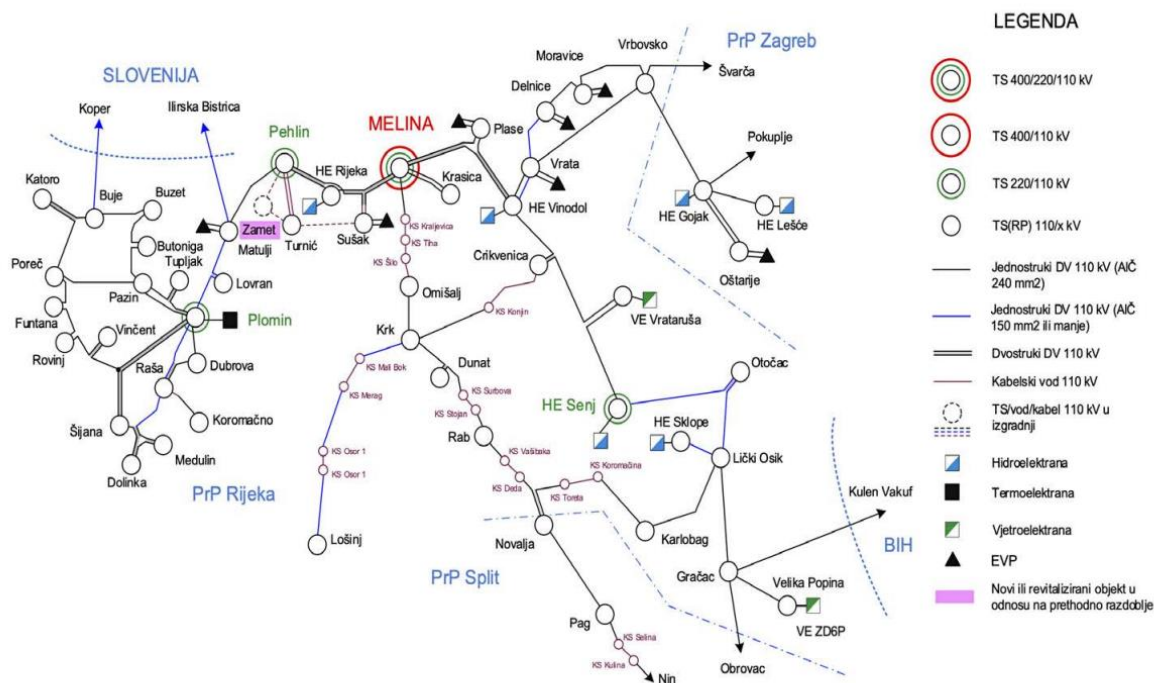 LEGENDA
TS 400/220/110 kV
TS 400/110 kV
TS 220/110 kV
TS(RP) 110/x kV
Jednostruki DV 110 kV (AlČ
240 mm2)
Jednostruki DV 110 kV (AlČ
150 mm2 ili manje)
Dvostruki DV 110 kV
Kabelski vod 110 kV
TS/vod/kabel 110 kV u
izgradnji
Hidroelektrana
Termoelektrana
Vjetroelektrana
EVP
Novi ili revitalizirani objekt u
odnosu na prethodno razdoblje
SLOVENIJA
Koper
Ilirska Bistrica
Pehlin
MELINA
Moravice
Vrbovsko
PrP Zagreb
Švarča
Delnice
Plase
HE Rijeka
Krasica
Vrata
Pokuplje
Katoro
Buje
Buzet
Zamet
Matulji
Turnić
Sušak
HE Vinodol
HE Gojak
HE Lešće
Butoniga
Tupljak
Poreč
Pazin
Lovran
KS Kraljevica
KS Tiha
KS Šilo
Crikvenica
Oštarije
Omišalj
Funtana
Vinčent
Plomin
KS Konjin
VE Vrataruša
Rovinj
Raša
Dubrova
Krk
KS Mali Bok
Dunat
Otočac
Koromačno
KS Merag
KS Surbova
KS Stojan
HE Senj
HE Sklope
Šijana
Medulin
Rab
Dolinka
KS Osor 1
KS Osor 1
KS Vašibaka
KS Deda
KS Koromačina
KS Toreta
Lički Osik
PrP Rijeka
Kulen Vakuf
Lošinj
Novalja
Karlobag
BIH
PrP Split
Gračac
Velika Popina
VE ZD6P
Pag
KS Selina
KS Kulina
Nin
Obrovac